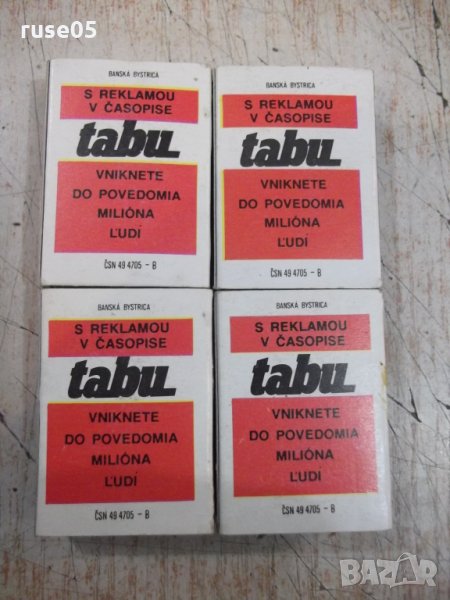 ruse05
BANSKÁ BYSTRICA
S REKLAMOU
V ČASOPISE
tabu
VNIKNETE
DO POVEDOMIA
MILIÓNA
ĽUDÍ
ČSN 49 4705 - B
BANSKÁ BYSTRICA
S REKLAMOU
V ČASOPISE
tabu
VNIKNETE
DO POVEDOMIA
MILIÓNA
ĽUDÍ
ČSN 49 4705 - B
BANSKÁ BYSTRICA
S REKLAMOU
V ČASOPISE
tabu
VNIKNETE
DO POVEDOMIA
MILIÓNA
ĽUDÍ
ČSN 49 4705 - B
BANSKÁ BYSTRICA
S REKLAMOU
V ČASOPISE
tabu
VNIKNETE
DO POVEDOMIA
MILIÓNA
ĽUDÍ
ČSN 49 4705 - B
BAZAR